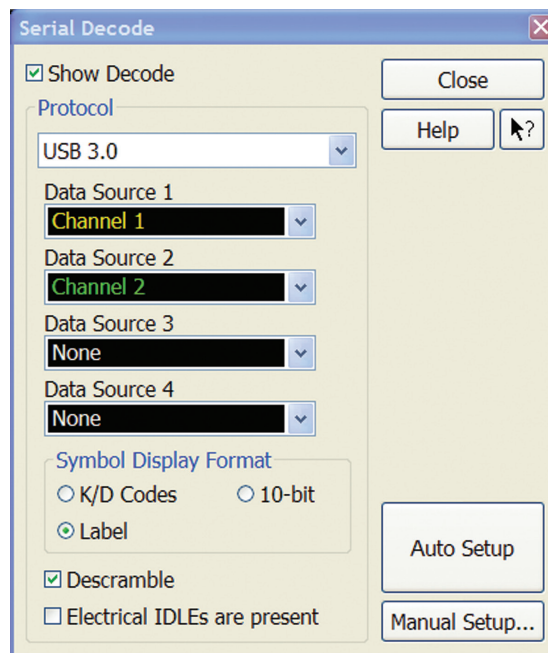 Serial Decode
Show Decode
Close
Protocol
Help
?
USB 3.0
Data Source 1
Channel 1
Data Source 2
Channel 2
Data Source 3
None
Data Source 4
None
Symbol Display Format
K/D Codes
10-bit
Label
Auto Setup
Descramble
Electrical IDLEs are present
Manual Setup...